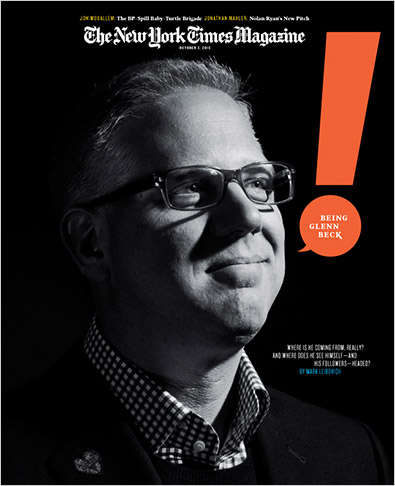 JON MOOALLEM: The BP-Spill Baby-Turtle Brigade JONATHAN MAHLER: Nolan Ryan's New Pitch
The New York Times Magazine
OCTOBER 3, 2010
!
BEING
GLENN
BECK
WHERE IS HE COMING FROM, REALLY?
AND WHERE DOES HE SEE HIMSELF — AND
HIS FOLLOWERS — HEADED?
BY MARK LEIBOVICH